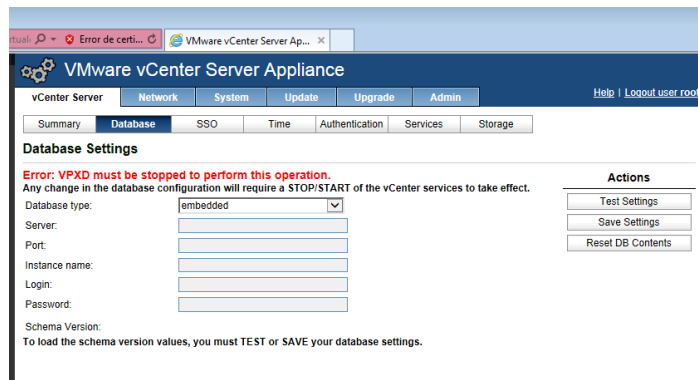 rtuali
Error de certi...
VMware vCenter Server Ap...
VMware vCenter Server Appliance
Help | Logout user root
vCenter Server Network System Update Upgrade Admin
Summary Database SSO Time Authentication Services Storage
Database Settings
Error: VPXD must be stopped to perform this operation.
Any change in the database configuration will require a STOP/START of the vCenter services to take effect.
Actions
Database type: embedded
Test Settings
Server:
Save Settings
Port:
Reset DB Contents
Instance name:
Login:
Password:
Schema Version:
To load the schema version values, you must TEST or SAVE your database settings.